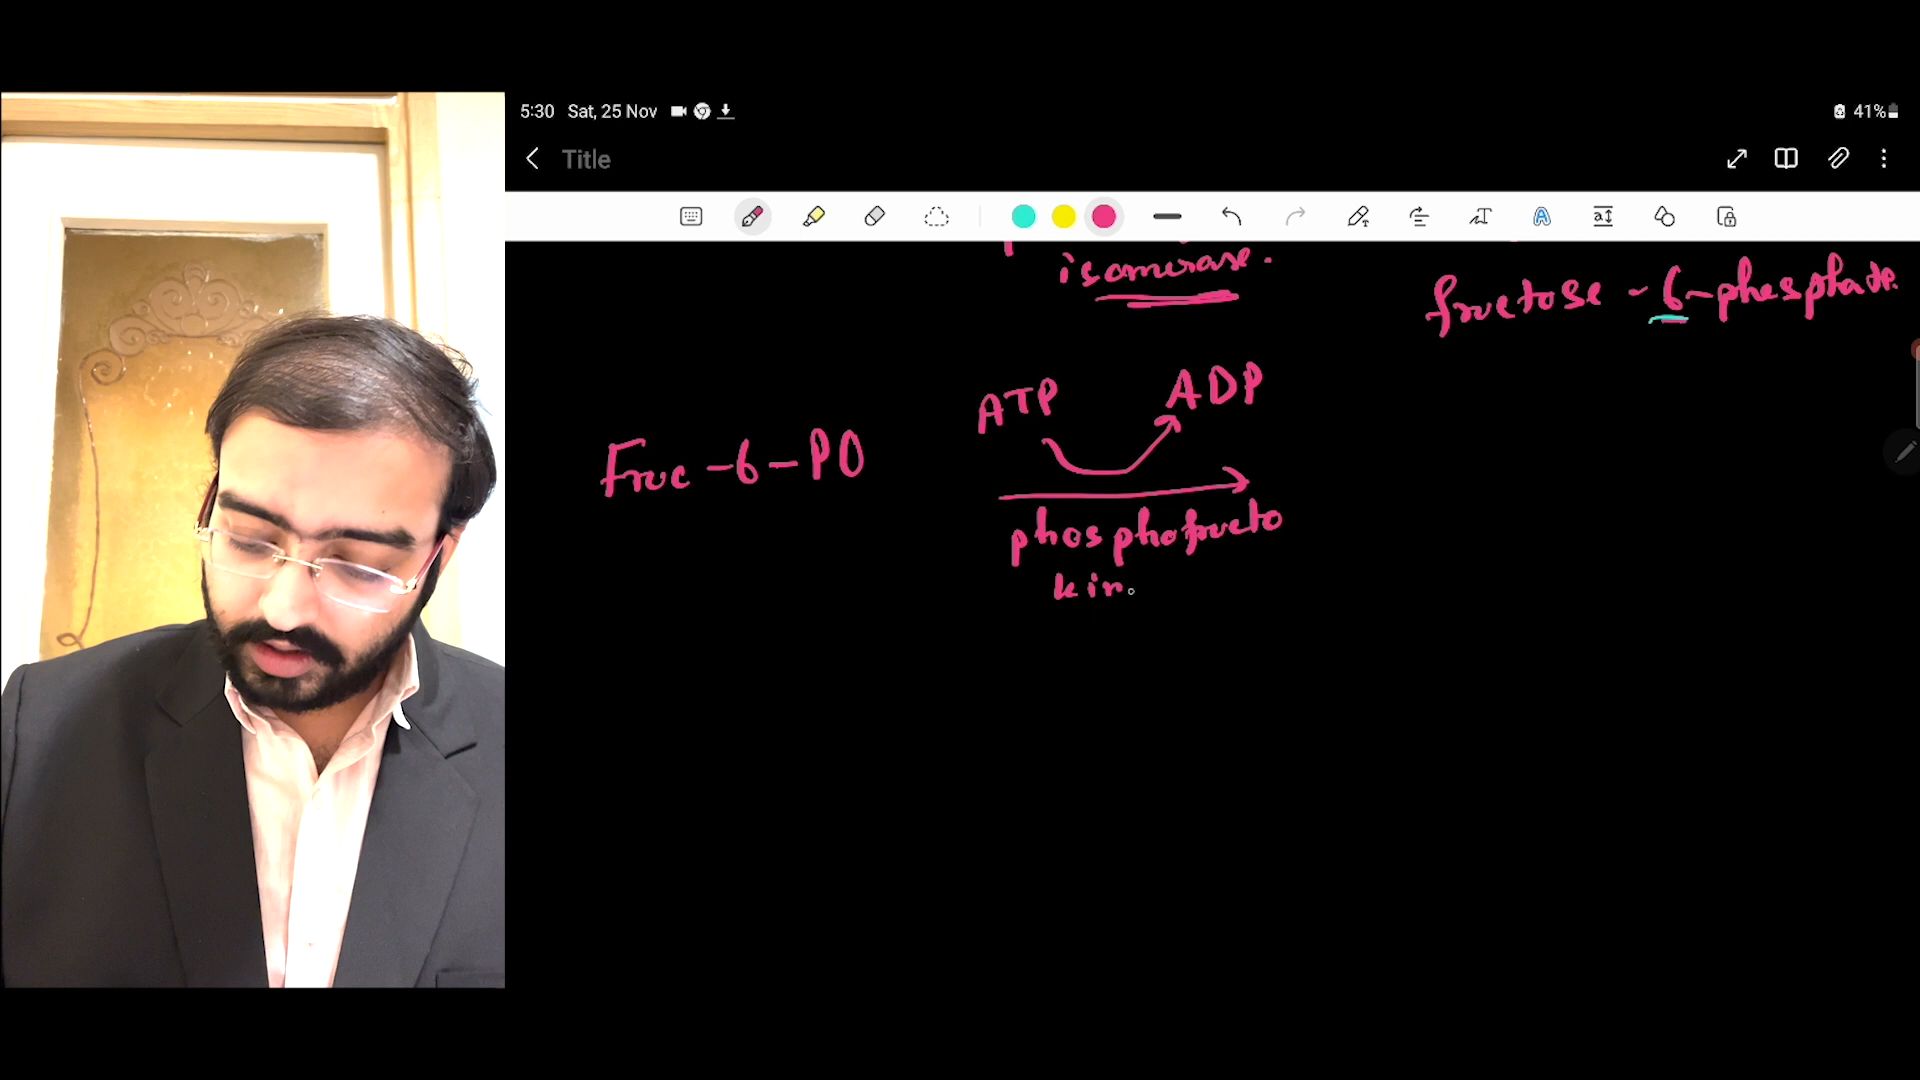 5:30 Sat, 25 Nov 41%
Title
isomerase.
fructose - 6 - phosphate.
ATP ADP
Fruc - 6 - PO
phosphofructo
kin